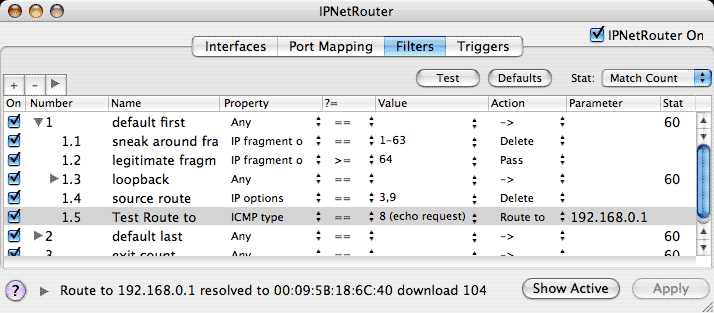 IPNetRouter
Interfaces Port Mapping Filters Triggers IPNetRouter On
+ - Test Defaults Stat: Match Count
On Number Name Property ?= Value Action Parameter Stat
1 default first Any == -> 60
1.1 sneak around fra IP fragment o == 1-63 Delete
1.2 legitimate fragm IP fragment o >= 64 Pass
1.3 loopback Any == -> 60
1.4 source route IP options == 3,9 Delete
1.5 Test Route to ICMP type == 8 (echo request) Route to 192.168.0.1
2 default last Any == -> 60
3 exit count Any == -> 60
? Route to 192.168.0.1 resolved to 00:09:5B:18:6C:40 download 104 Show Active Apply